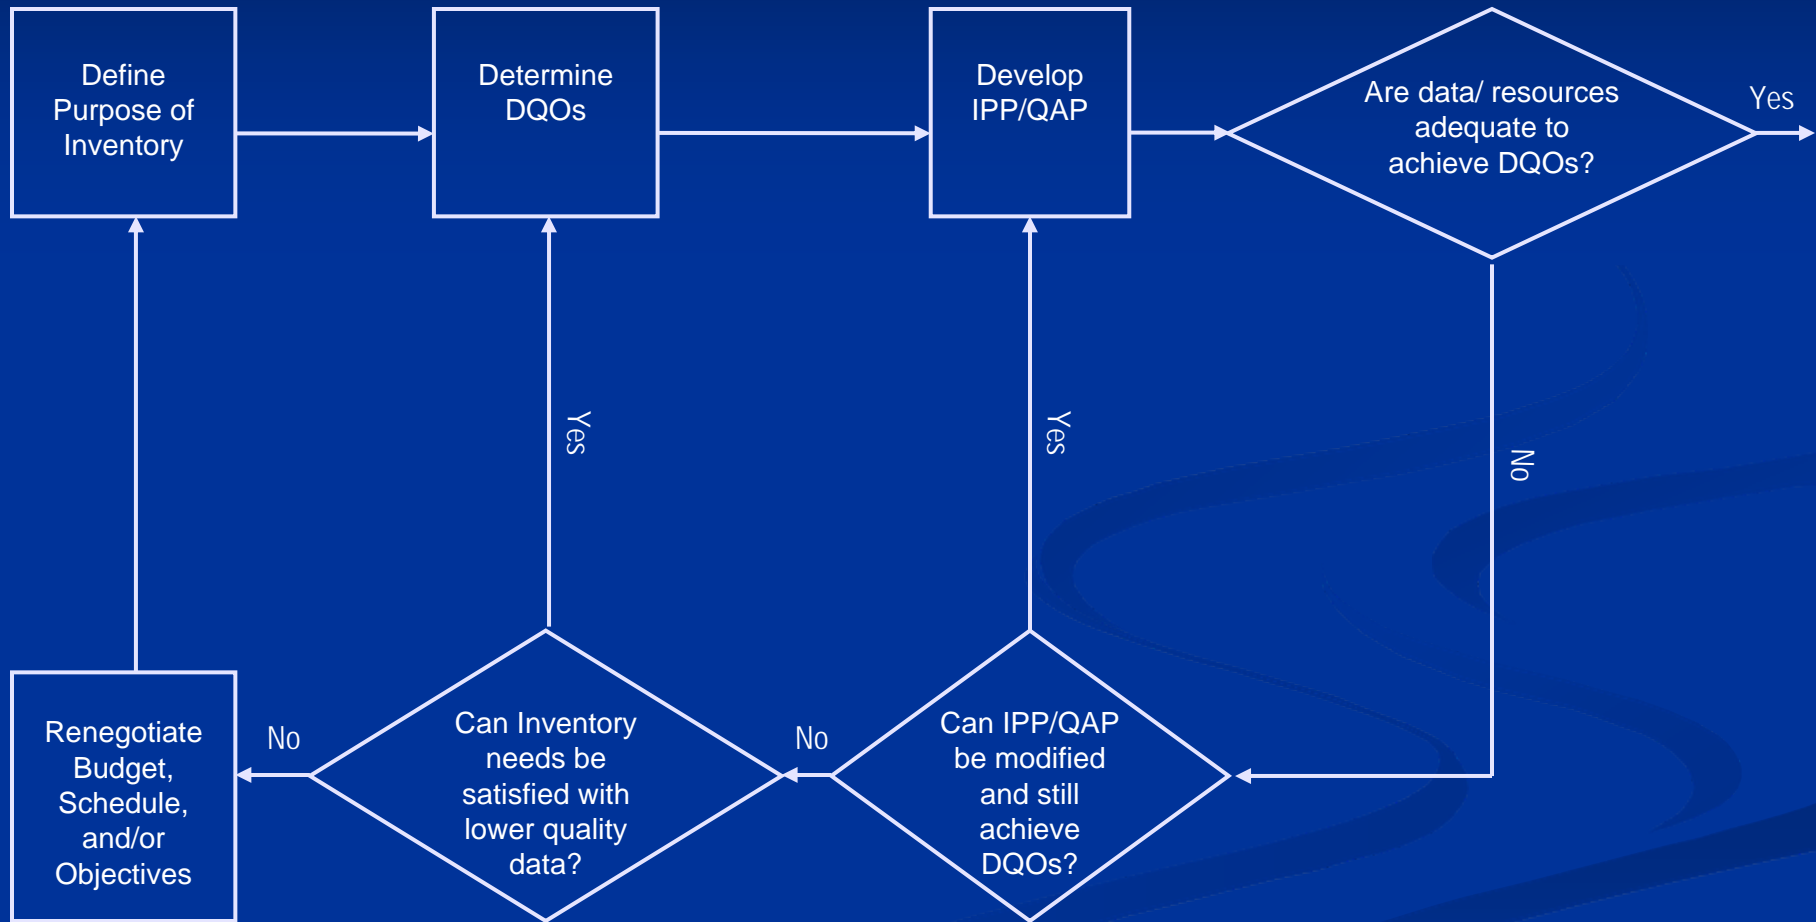 Define
Purpose of
Inventory
Determine
DQOs
Develop
IPP/QAP
Are data/ resources
adequate to
achieve DQOs?
Yes
Yes
Yes
No
Renegotiate
Budget,
Schedule,
and/or
Objectives
No
Can Inventory
needs be
satisfied with
lower quality
data?
No
Can IPP/QAP
be modified
and still
achieve
DQOs?